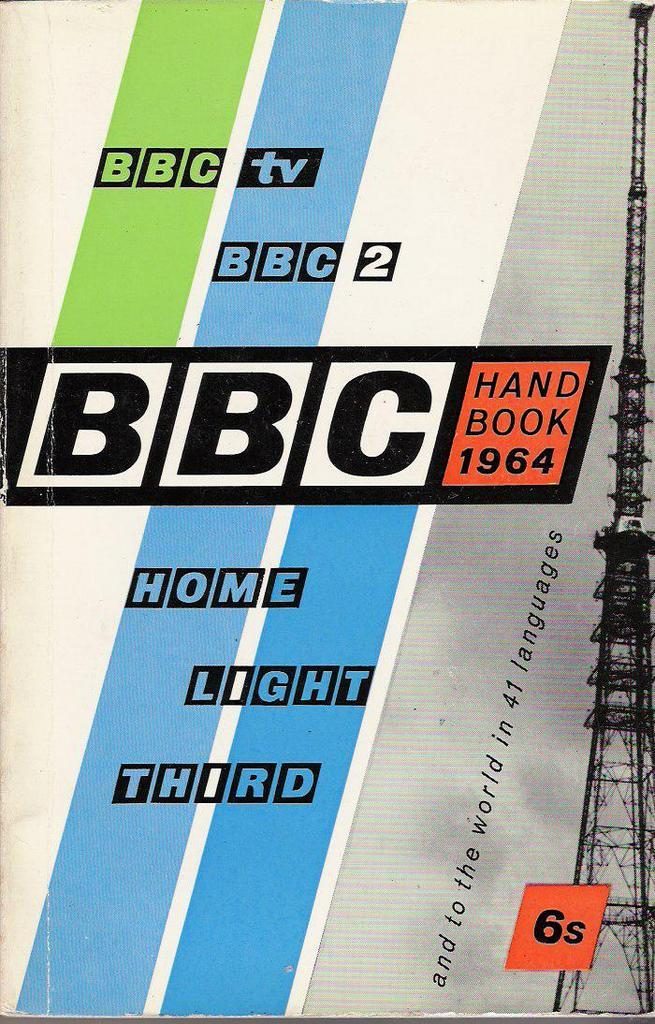 BBC tv
BBC 2
BBC
HAND
BOOK
1964
HOME
LIGHT
THIRD
and to the world in 41 languages
6s